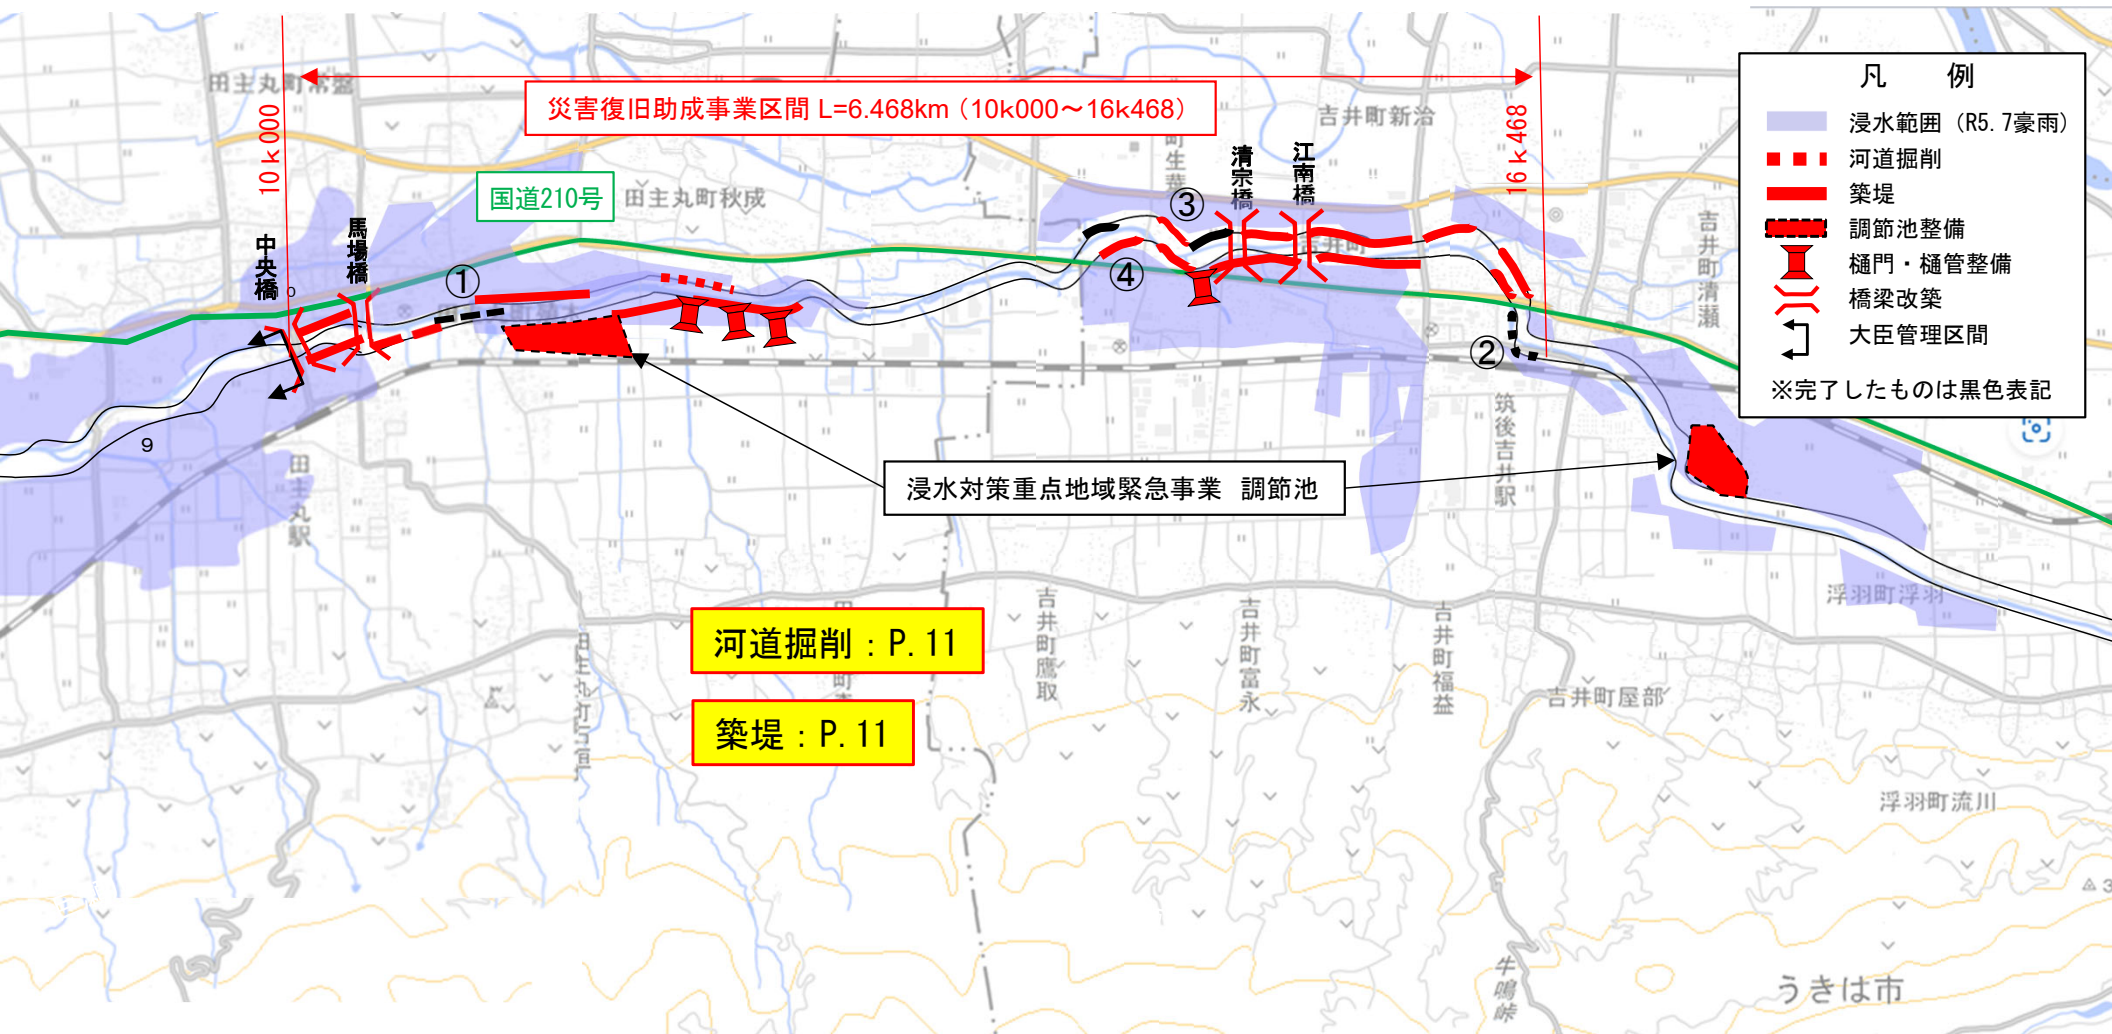 災害復旧助成事業区間 L=6.468km（10k000～16k468）
10ｋ000
16ｋ468
国道210号
中央橋
馬場橋
清宗橋
江南橋
①
②
③
④
9
田主丸町常盤
田主丸町秋成
吉井町新治
吉井町清瀬
吉井町
田主丸駅
筑後吉井駅
浸水対策重点地域緊急事業　調節池
河道掘削：P.11
築堤：P.11
吉井町鷹取
吉井町富永
吉井町福益
吉井町屋部
浮羽町浮羽
浮羽町流川
牛鳴峠
うきは市
凡　例
浸水範囲（R5.7豪雨）
河道掘削
築堤
調節池整備
樋門・樋管整備
橋梁改築
大臣管理区間
※完了したものは黒色表記